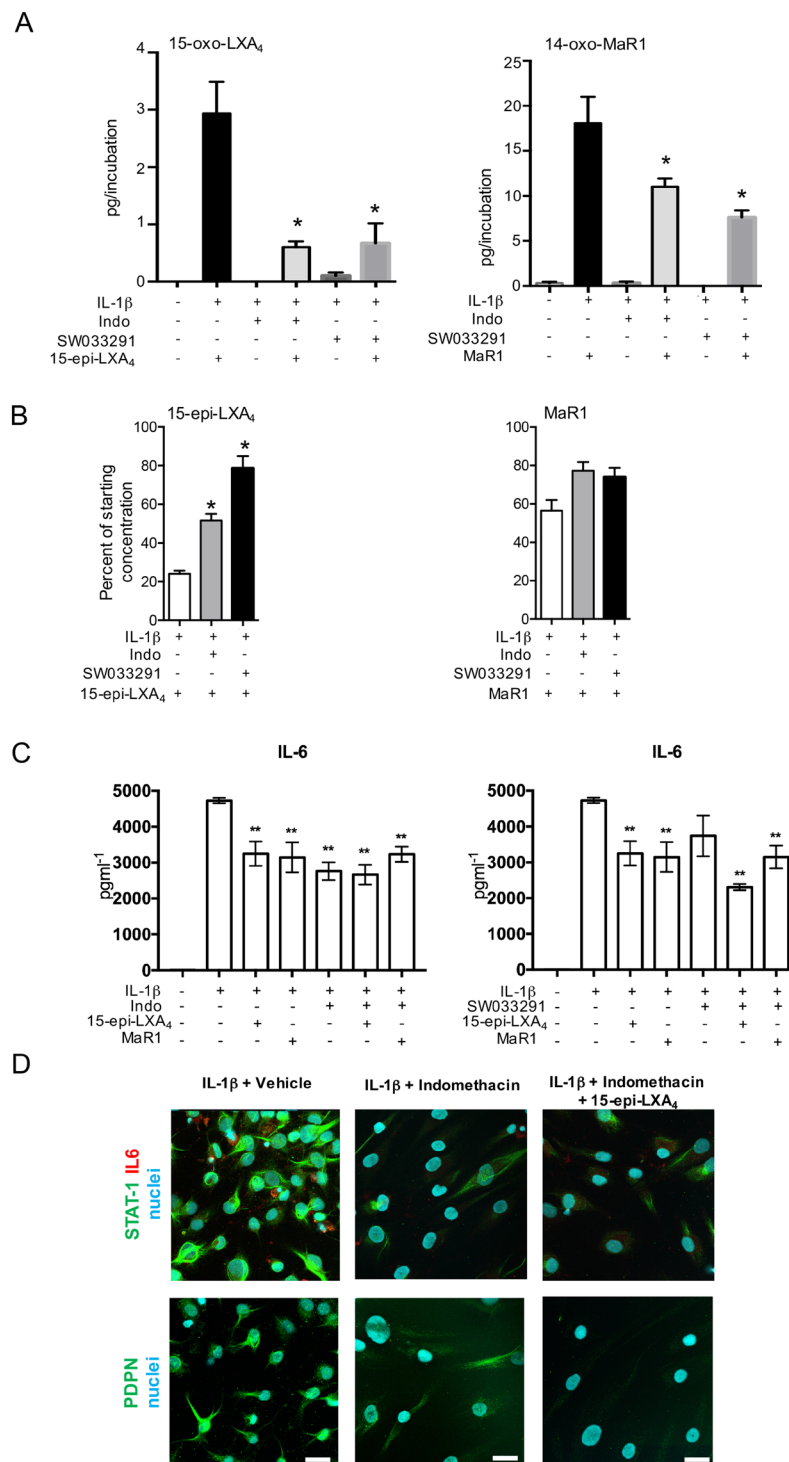 A
15-oxo-LXA₄
pg/incubation
4
3
2
1
0
IL-1β - + + + + +
Indo - - + + - -
SW033291 - - - - + +
15-epi-LXA₄ - + - + - +
* *
14-oxo-MaR1
pg/incubation
25
20
15
10
5
0
IL-1β - + + + + +
Indo - - + + - -
SW033291 - - - - + +
MaR1 - + - + - +
* *
B
15-epi-LXA₄
Percent of starting
concentration
100
80
60
40
20
0
* *
IL-1β + + +
Indo - + -
SW033291 - - +
15-epi-LXA₄ + + +
MaR1
100
80
60
40
20
0
IL-1β + + +
Indo - + -
SW033291 - - +
MaR1 + + +
C
IL-6
pgml⁻¹
5000
4000
3000
2000
1000
0
** ** ** ** **
IL-1β - + + + + + +
Indo - - - - + + +
15-epi-LXA₄ - - + - - + -
MaR1 - - - + - - +
IL-6
pgml⁻¹
5000
4000
3000
2000
1000
0
** ** ** **
IL-1β - + + + + + +
SW033291 - - - - + + +
15-epi-LXA₄ - - + - - + -
MaR1 - - - + - - +
D
IL-1β + Vehicle
IL-1β + Indomethacin
IL-1β + Indomethacin
+ 15-epi-LXA₄
STAT-1 IL6
nuclei
PDPN
nuclei